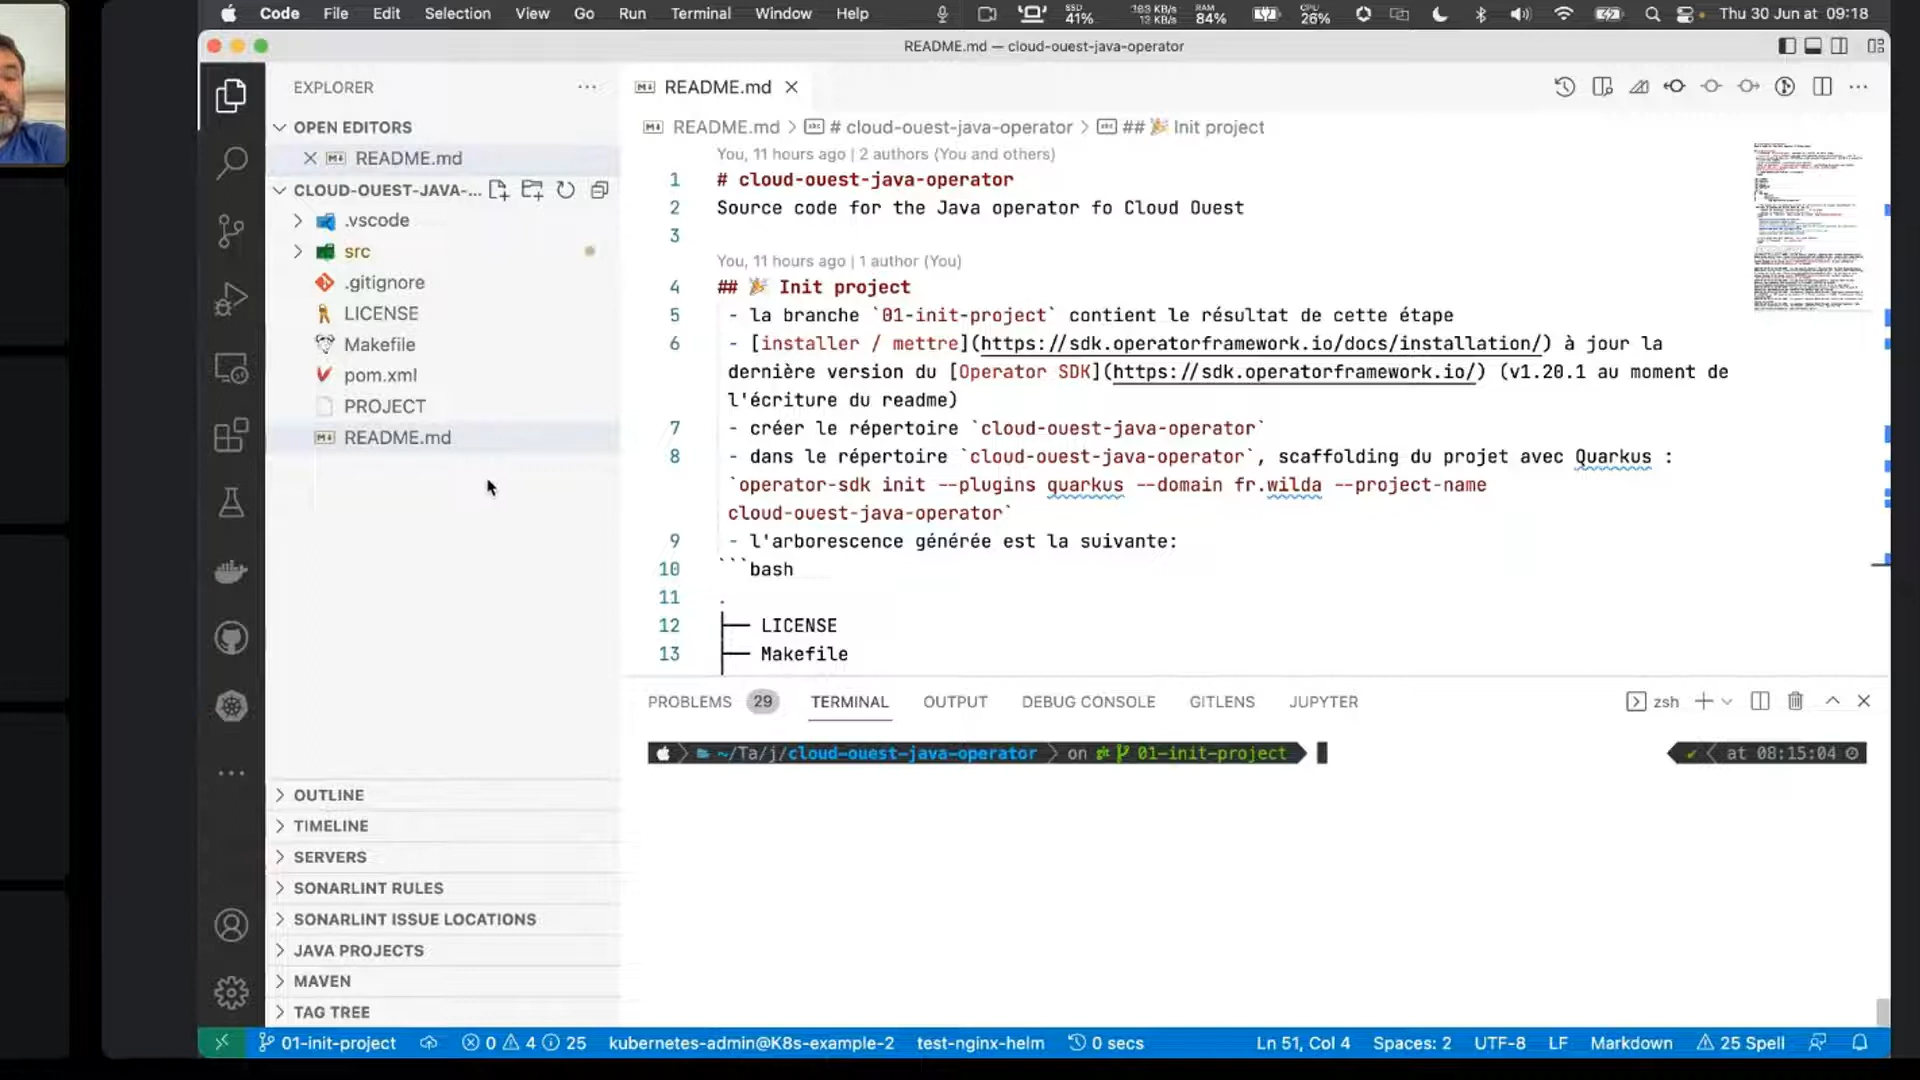 Code File Edit Selection View Go Run Terminal Window Help SSD 41% 13 KB/s RAM 84% CPU 26% Thu 30 Jun at 09:18
README.md — cloud-ouest-java-operator
EXPLORER
OPEN EDITORS
README.md
CLOUD-OUEST-JAVA-...
.vscode
src
.gitignore
LICENSE
Makefile
pom.xml
PROJECT
README.md
OUTLINE
TIMELINE
SERVERS
SONARLINT RULES
SONARLINT ISSUE LOCATIONS
JAVA PROJECTS
MAVEN
TAG TREE
README.md
README.md > # cloud-ouest-java-operator > ## 🎉 Init project
You, 11 hours ago | 2 authors (You and others)
1 # cloud-ouest-java-operator
2 Source code for the Java operator fo Cloud Ouest
3
You, 11 hours ago | 1 author (You)
4 ## 🎉 Init project
5 - la branche `01-init-project` contient le résultat de cette étape
6 - [installer / mettre](https://sdk.operatorframework.io/docs/installation/) à jour la
dernière version du [Operator SDK](https://sdk.operatorframework.io/) (v1.20.1 au moment de
l'écriture du readme)
7 - créer le répertoire `cloud-ouest-java-operator`
8 - dans le répertoire `cloud-ouest-java-operator`, scaffolding du projet avec Quarkus :
`operator-sdk init --plugins quarkus --domain fr.wilda --project-name
cloud-ouest-java-operator`
9 - l'arborescence générée est la suivante:
10 ```bash
11 .
12 ├── LICENSE
13 ├── Makefile
PROBLEMS 29 TERMINAL OUTPUT DEBUG CONSOLE GITLENS JUPYTER zsh
~/Ta/j/cloud-ouest-java-operator on 01-init-project ✔ at 08:15:04
01-init-project 0 4 25 kubernetes-admin@K8s-example-2 test-nginx-helm 0 secs Ln 51, Col 4 Spaces: 2 UTF-8 LF Markdown 25 Spell